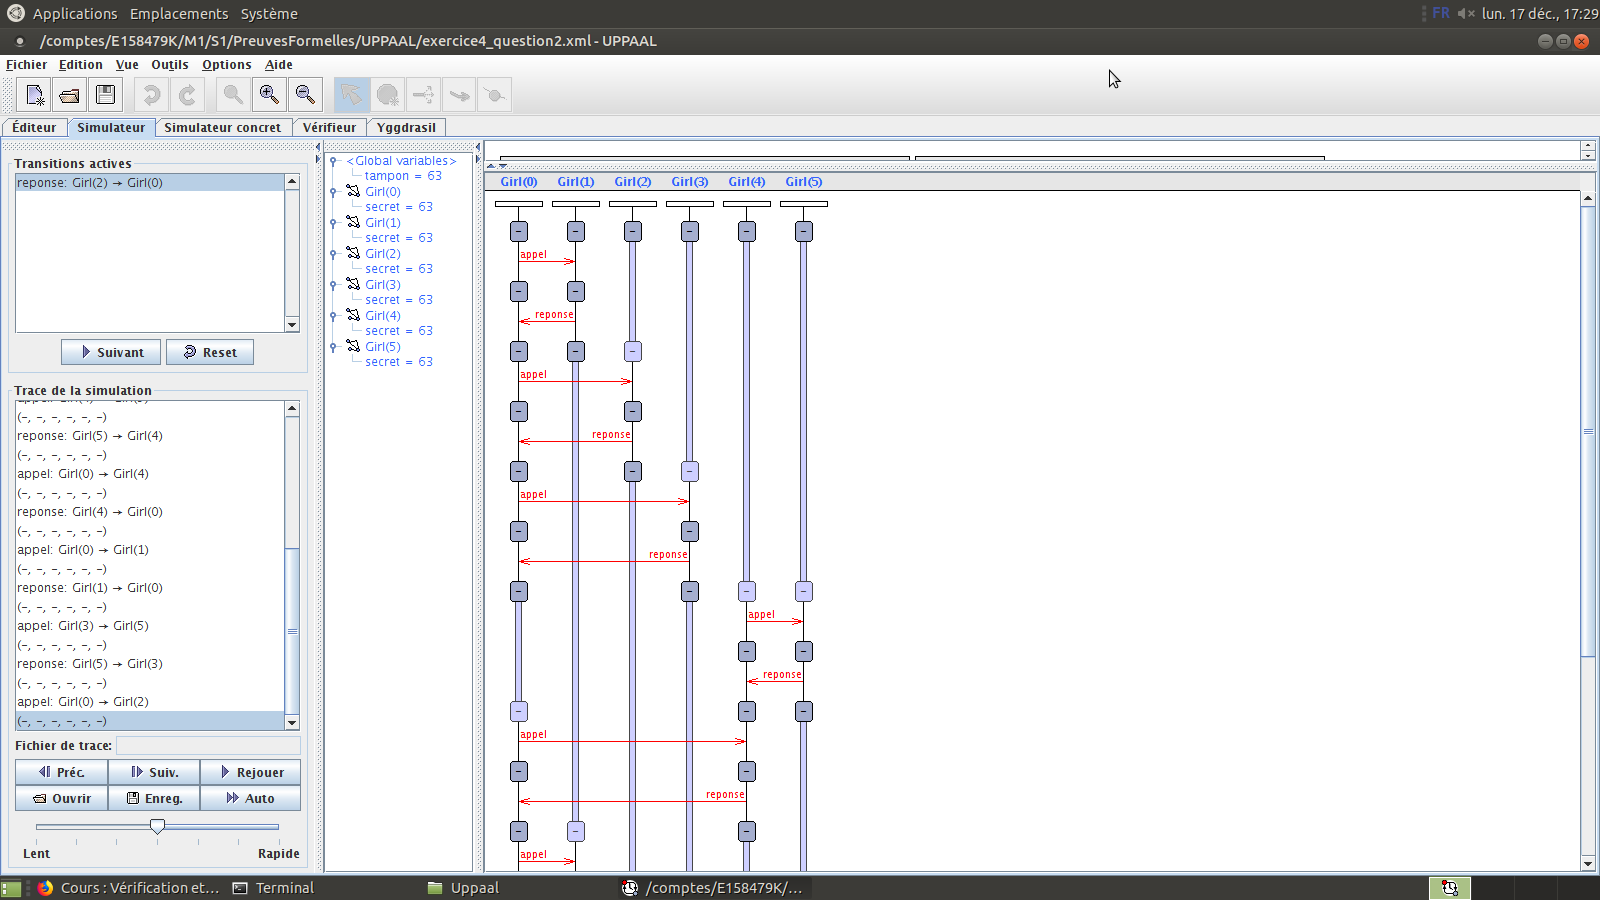 Applications Emplacements Système
FR lun. 17 déc., 17:29
/comptes/E158479K/M1/S1/PreuvesFormelles/UPPAAL/exercice4_question2.xml - UPPAAL
Fichier Edition Vue Outils Options Aide
Éditeur Simulateur Simulateur concret Vérifieur Yggdrasil
Transitions actives
reponse: Girl(2) → Girl(0)
Suivant Reset
Trace de la simulation
(-, -, -, -, -, -)
reponse: Girl(5) → Girl(4)
(-, -, -, -, -, -)
appel: Girl(0) → Girl(4)
(-, -, -, -, -, -)
reponse: Girl(4) → Girl(0)
(-, -, -, -, -, -)
appel: Girl(0) → Girl(1)
(-, -, -, -, -, -)
reponse: Girl(1) → Girl(0)
(-, -, -, -, -, -)
appel: Girl(3) → Girl(5)
(-, -, -, -, -, -)
reponse: Girl(5) → Girl(3)
(-, -, -, -, -, -)
appel: Girl(0) → Girl(2)
(-, -, -, -, -, -)
Fichier de trace:
Préc. Suiv. Rejouer
Ouvrir Enreg. Auto
Lent Rapide
<Global variables>
tampon = 63
Girl(0)
secret = 63
Girl(1)
secret = 63
Girl(2)
secret = 63
Girl(3)
secret = 63
Girl(4)
secret = 63
Girl(5)
secret = 63
Girl(0) Girl(1) Girl(2) Girl(3) Girl(4) Girl(5)
appel
reponse
appel
reponse
appel
reponse
appel
reponse
appel
reponse
appel
Cours : Vérification et... Terminal Uppaal /comptes/E158479K/...